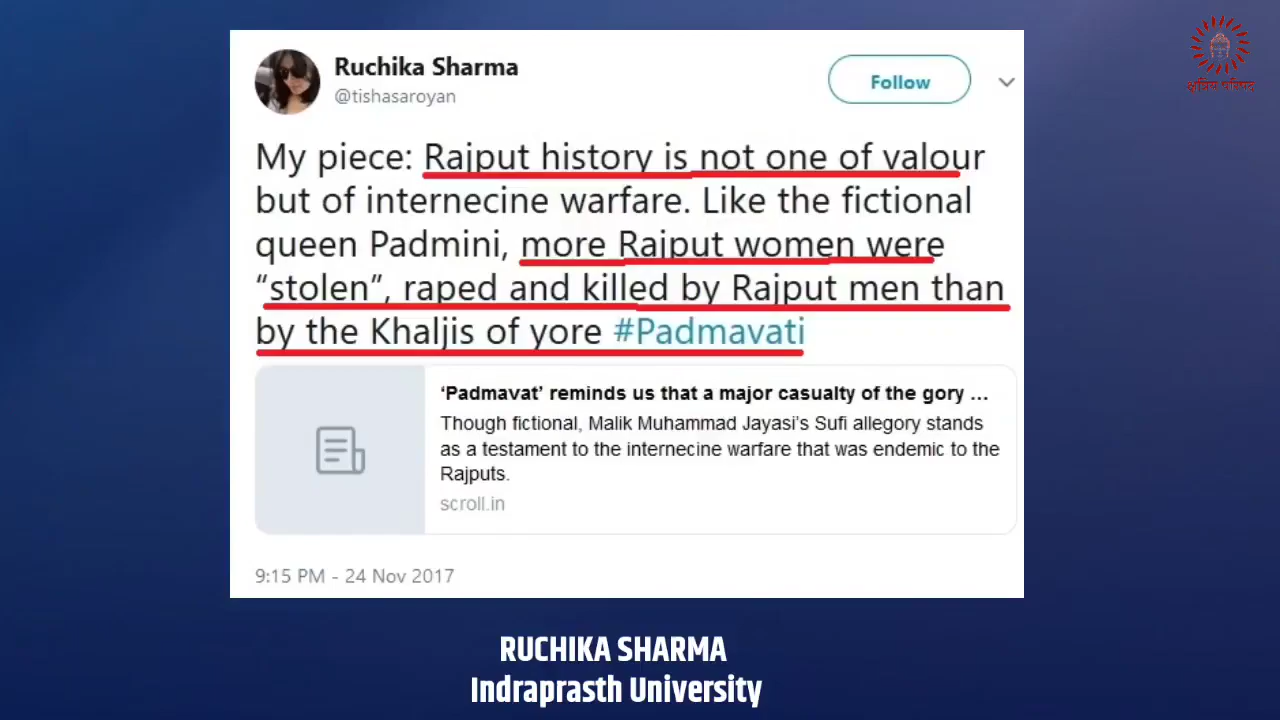 क्षत्रिय परिषद
Ruchika Sharma
@tishasaroyan
Follow
My piece: Rajput history is not one of valour
but of internecine warfare. Like the fictional
queen Padmini, more Rajput women were
“stolen”, raped and killed by Rajput men than
by the Khaljis of yore #Padmavati
‘Padmavat’ reminds us that a major casualty of the gory ...
Though fictional, Malik Muhammad Jayasi’s Sufi allegory stands
as a testament to the internecine warfare that was endemic to the
Rajputs.
scroll.in
9:15 PM - 24 Nov 2017
RUCHIKA SHARMA
Indraprasth University